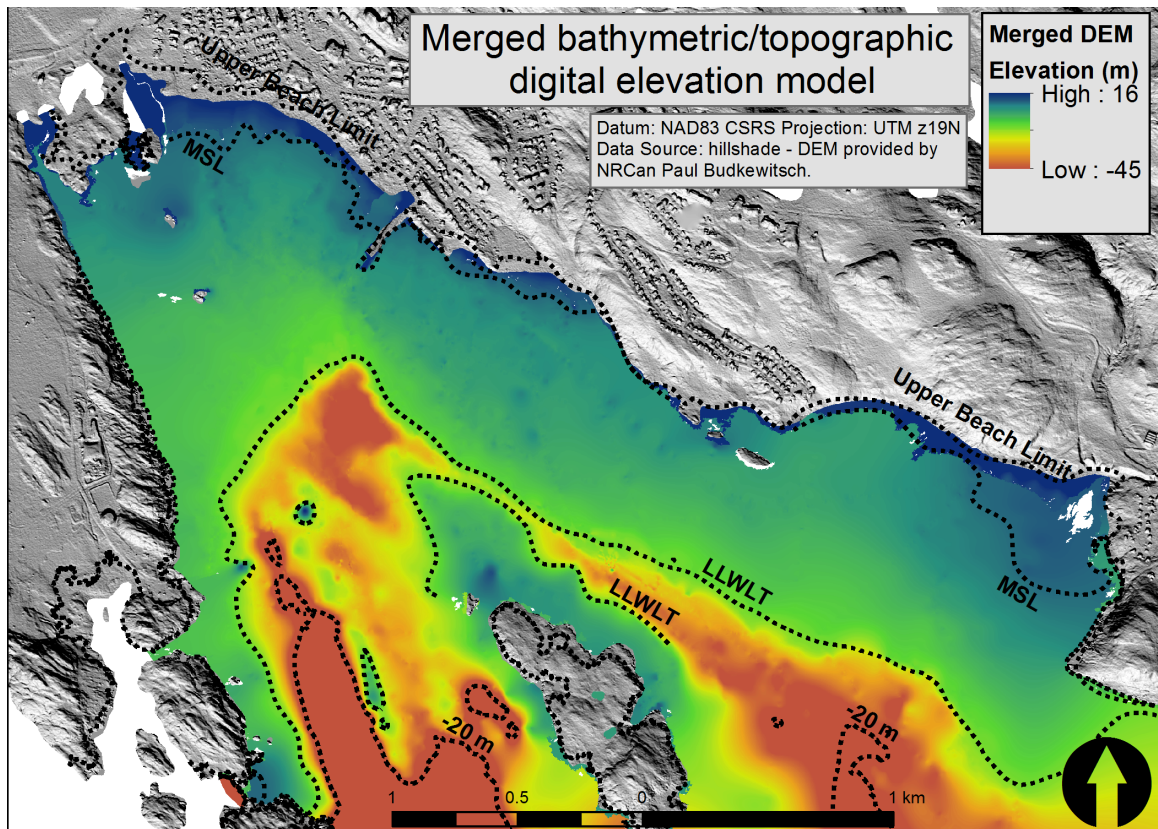 Merged bathymetric/topographic
digital elevation model
Datum: NAD83 CSRS Projection: UTM z19N
Data Source: hillshade - DEM provided by
NRCan Paul Budkewitsch.
Merged DEM
Elevation (m)
High : 16
Low : -45
Upper Beach Limit
MSL
Upper Beach Limit
MSL
LLWLT
LLWLT
-20 m
-20 m
1 0.5 0 1 km